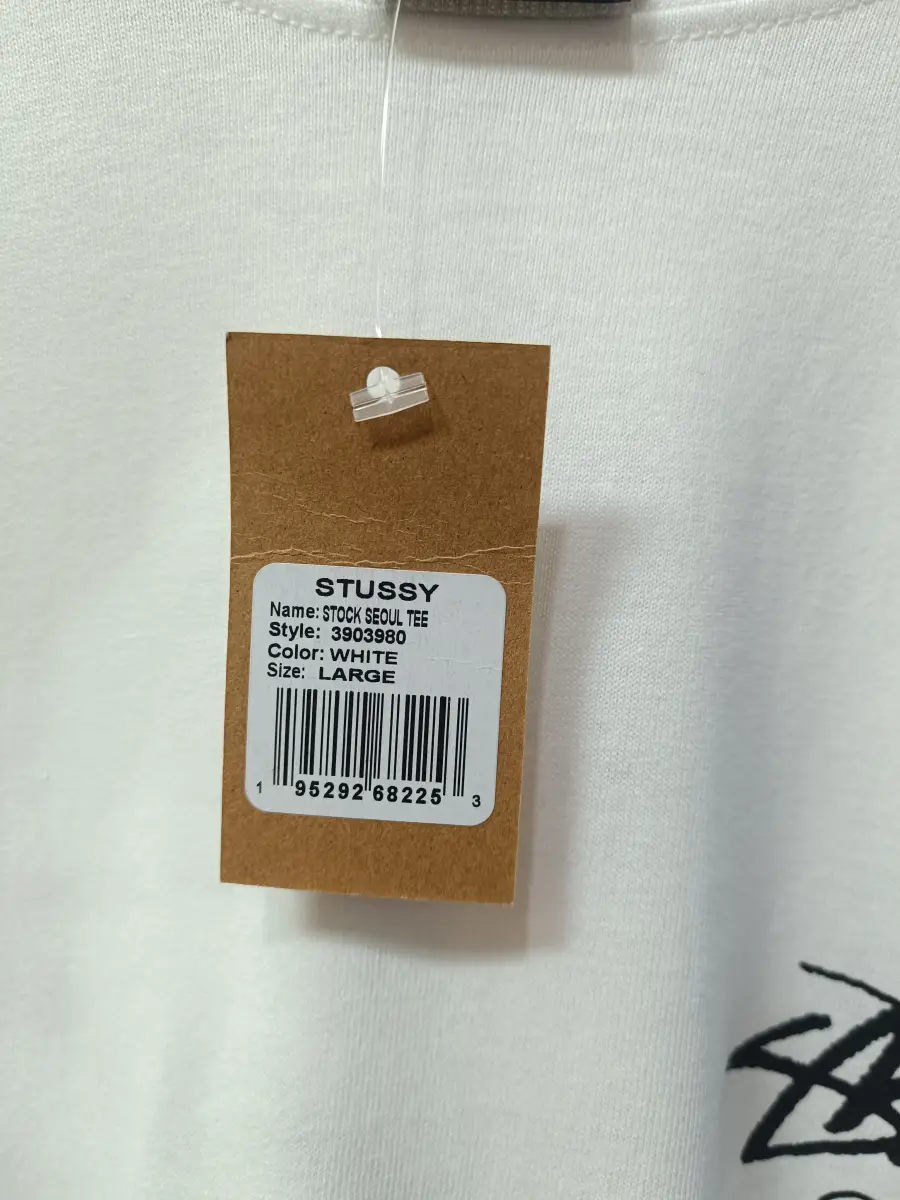 STUSSY
Name: STOCK SEOUL TEE
Style: 3903980
Color: WHITE
Size: LARGE
1 95292 68225 3